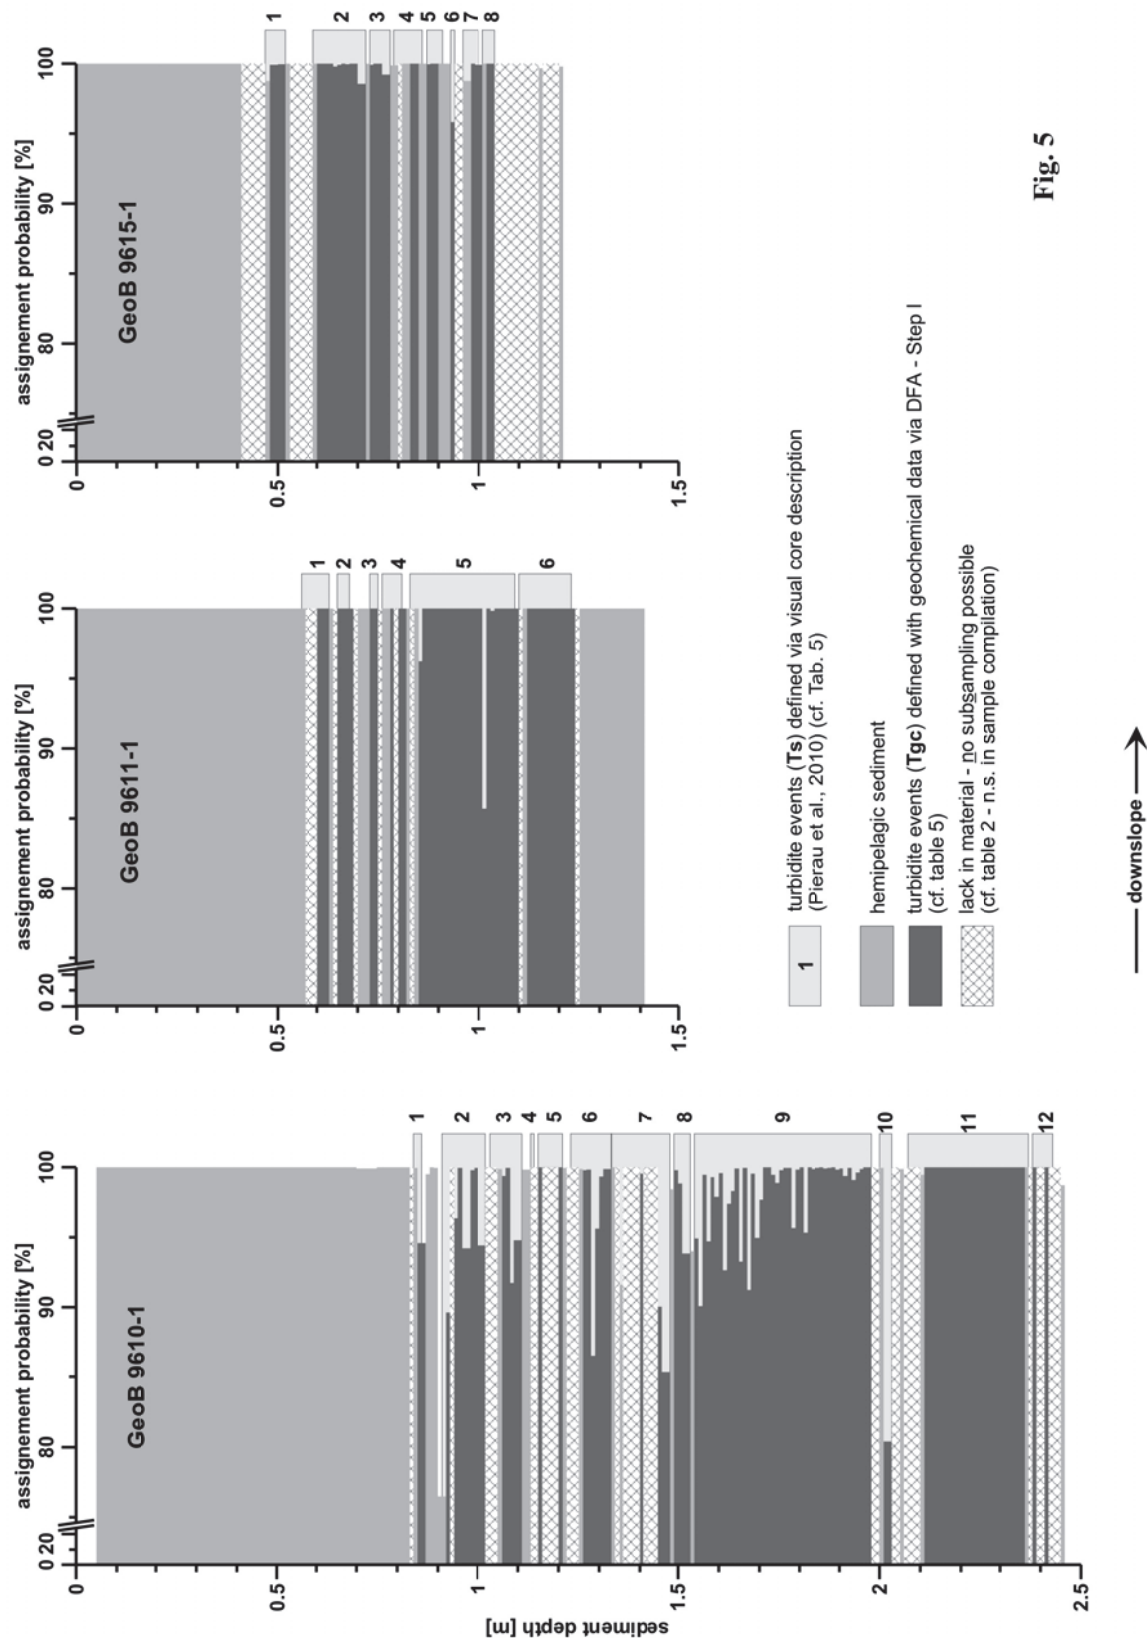 assignement probability [%]
0 20 80 90 100
GeoB 9610-1
sediment depth [m]
0
0.5
1
1.5
2
2.5
1
2
3
4
5
6
7
8
9
10
11
12
assignement probability [%]
0 20 80 90 100
GeoB 9611-1
0
0.5
1
1.5
1
2
3
4
5
6
assignement probability [%]
0 20 80 90 100
GeoB 9615-1
0
0.5
1
1.5
1
2
3
4
5
6
7
8
1
turbidite events (Ts) defined via visual core description
(Pierau et al., 2010) (cf. Tab. 5)
hemipelagic sediment
turbidite events (Tgc) defined with geochemical data via DFA - Step I
(cf. table 5)
lack in material - no subsampling possible
(cf. table 2 - n.s. in sample compilation)
downslope
Fig. 5